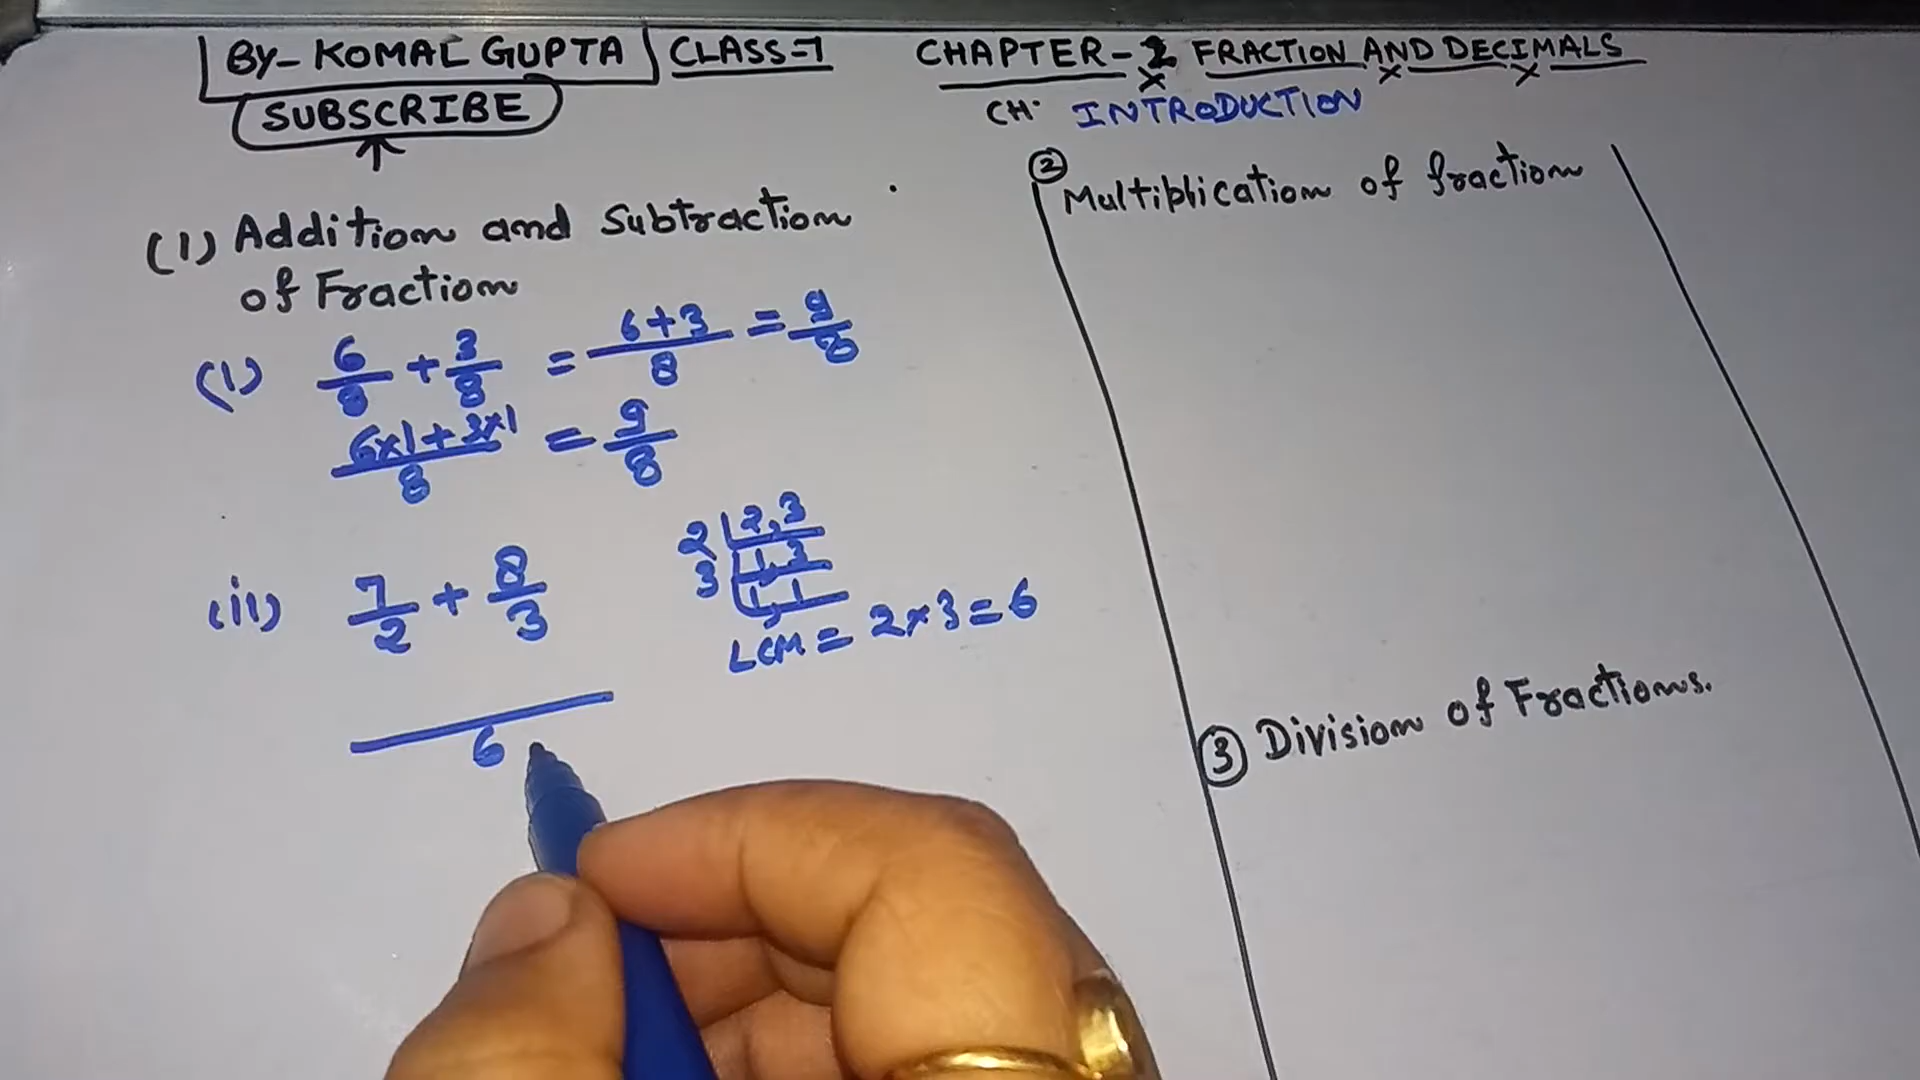 By- KOMAL GUPTA CLASS=7 CHAPTER-2 FRACTION AND DECIMALS
SUBSCRIBE
CH· INTRODUCTION
(1) Addition and Subtraction
of Fraction
(1) 6/8 + 3/8 = 6+3/8 = 9/8
6×1+3×1/8 = 9/8
(ii) 7/2 + 8/3
2 | 2,3
3 | 1,3
1,1
LCM = 2×3=6
6
② Multiplication of fraction
③ Division of Fractions.